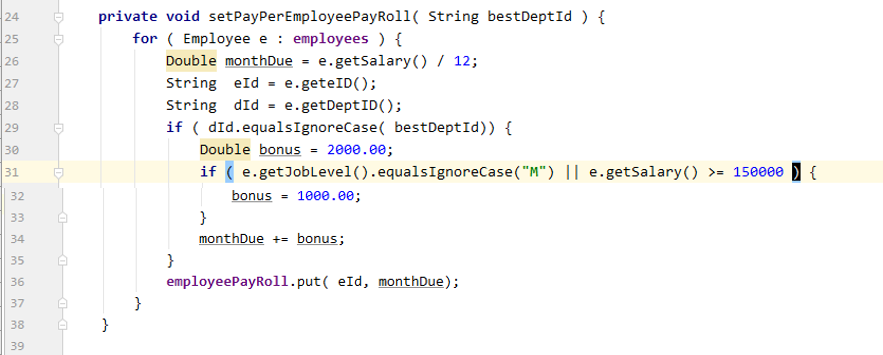 24 private void setPayPerEmployeePayRoll( String bestDeptId ) {
25 for ( Employee e : employees ) {
26 Double monthDue = e.getSalary() / 12;
27 String  eId = e.geteID();
28 String  dId = e.getDeptID();
29 if ( dId.equalsIgnoreCase( bestDeptId)) {
30 Double bonus = 2000.00;
31 if ( e.getJobLevel().equalsIgnoreCase("M") || e.getSalary() >= 150000 ) {
32 bonus = 1000.00;
33 }
34 monthDue += bonus;
35 }
36 employeePayRoll.put( eId, monthDue);
37 }
38 }
39